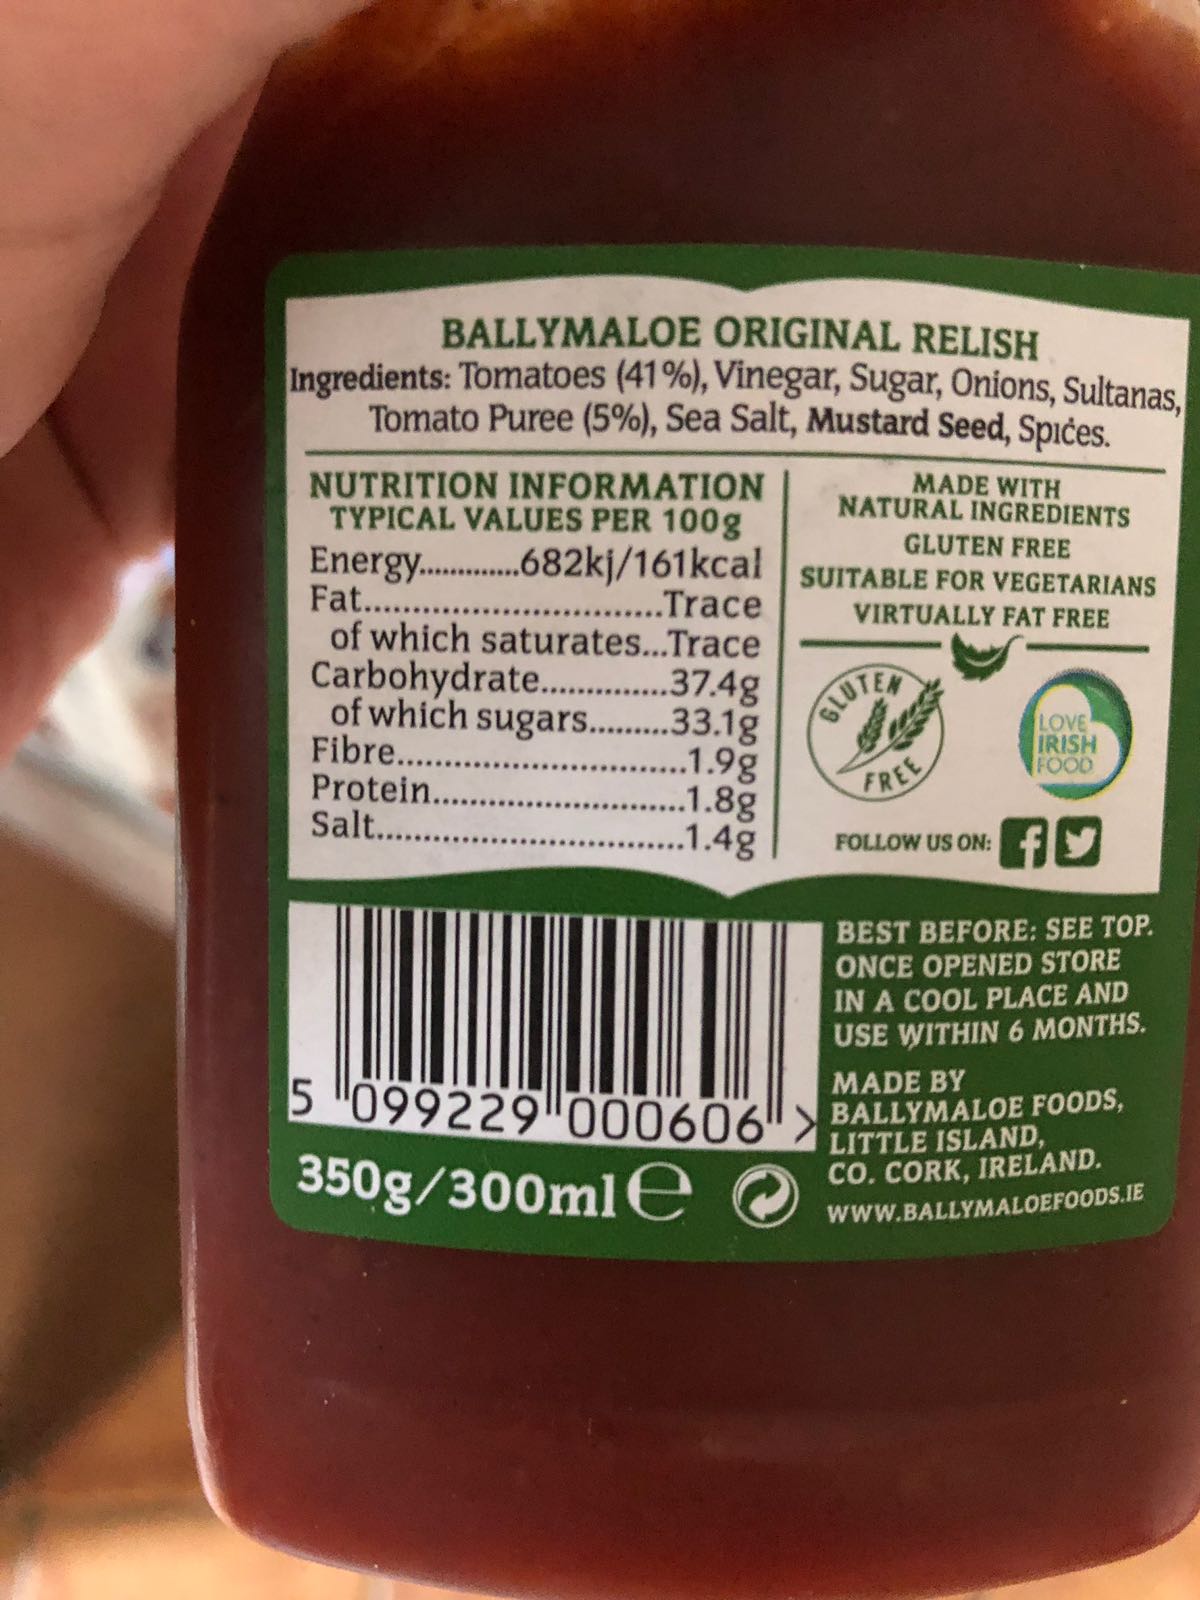 BALLYMALOE ORIGINAL RELISH
Ingredients: Tomatoes (41%), Vinegar, Sugar, Onions, Sultanas,
Tomato Puree (5%), Sea Salt, Mustard Seed, Spices.
NUTRITION INFORMATION
TYPICAL VALUES PER 100g
Energy..............682kj/161kcal
Fat.................................Trace
of which saturates...Trace
Carbohydrate..............37.4g
of which sugars.........33.1g
Fibre................................1.9g
Protein............................1.8g
Salt..................................1.4g
MADE WITH
NATURAL INGREDIENTS
GLUTEN FREE
SUITABLE FOR VEGETARIANS
VIRTUALLY FAT FREE
GLUTEN
FREE
LOVE
IRISH
FOOD
FOLLOW US ON:
5 099229 000606 >
350g/300ml e
BEST BEFORE: SEE TOP.
ONCE OPENED STORE
IN A COOL PLACE AND
USE WITHIN 6 MONTHS.
MADE BY
BALLYMALOE FOODS,
LITTLE ISLAND,
CO. CORK, IRELAND.
WWW.BALLYMALOEFOODS.IE